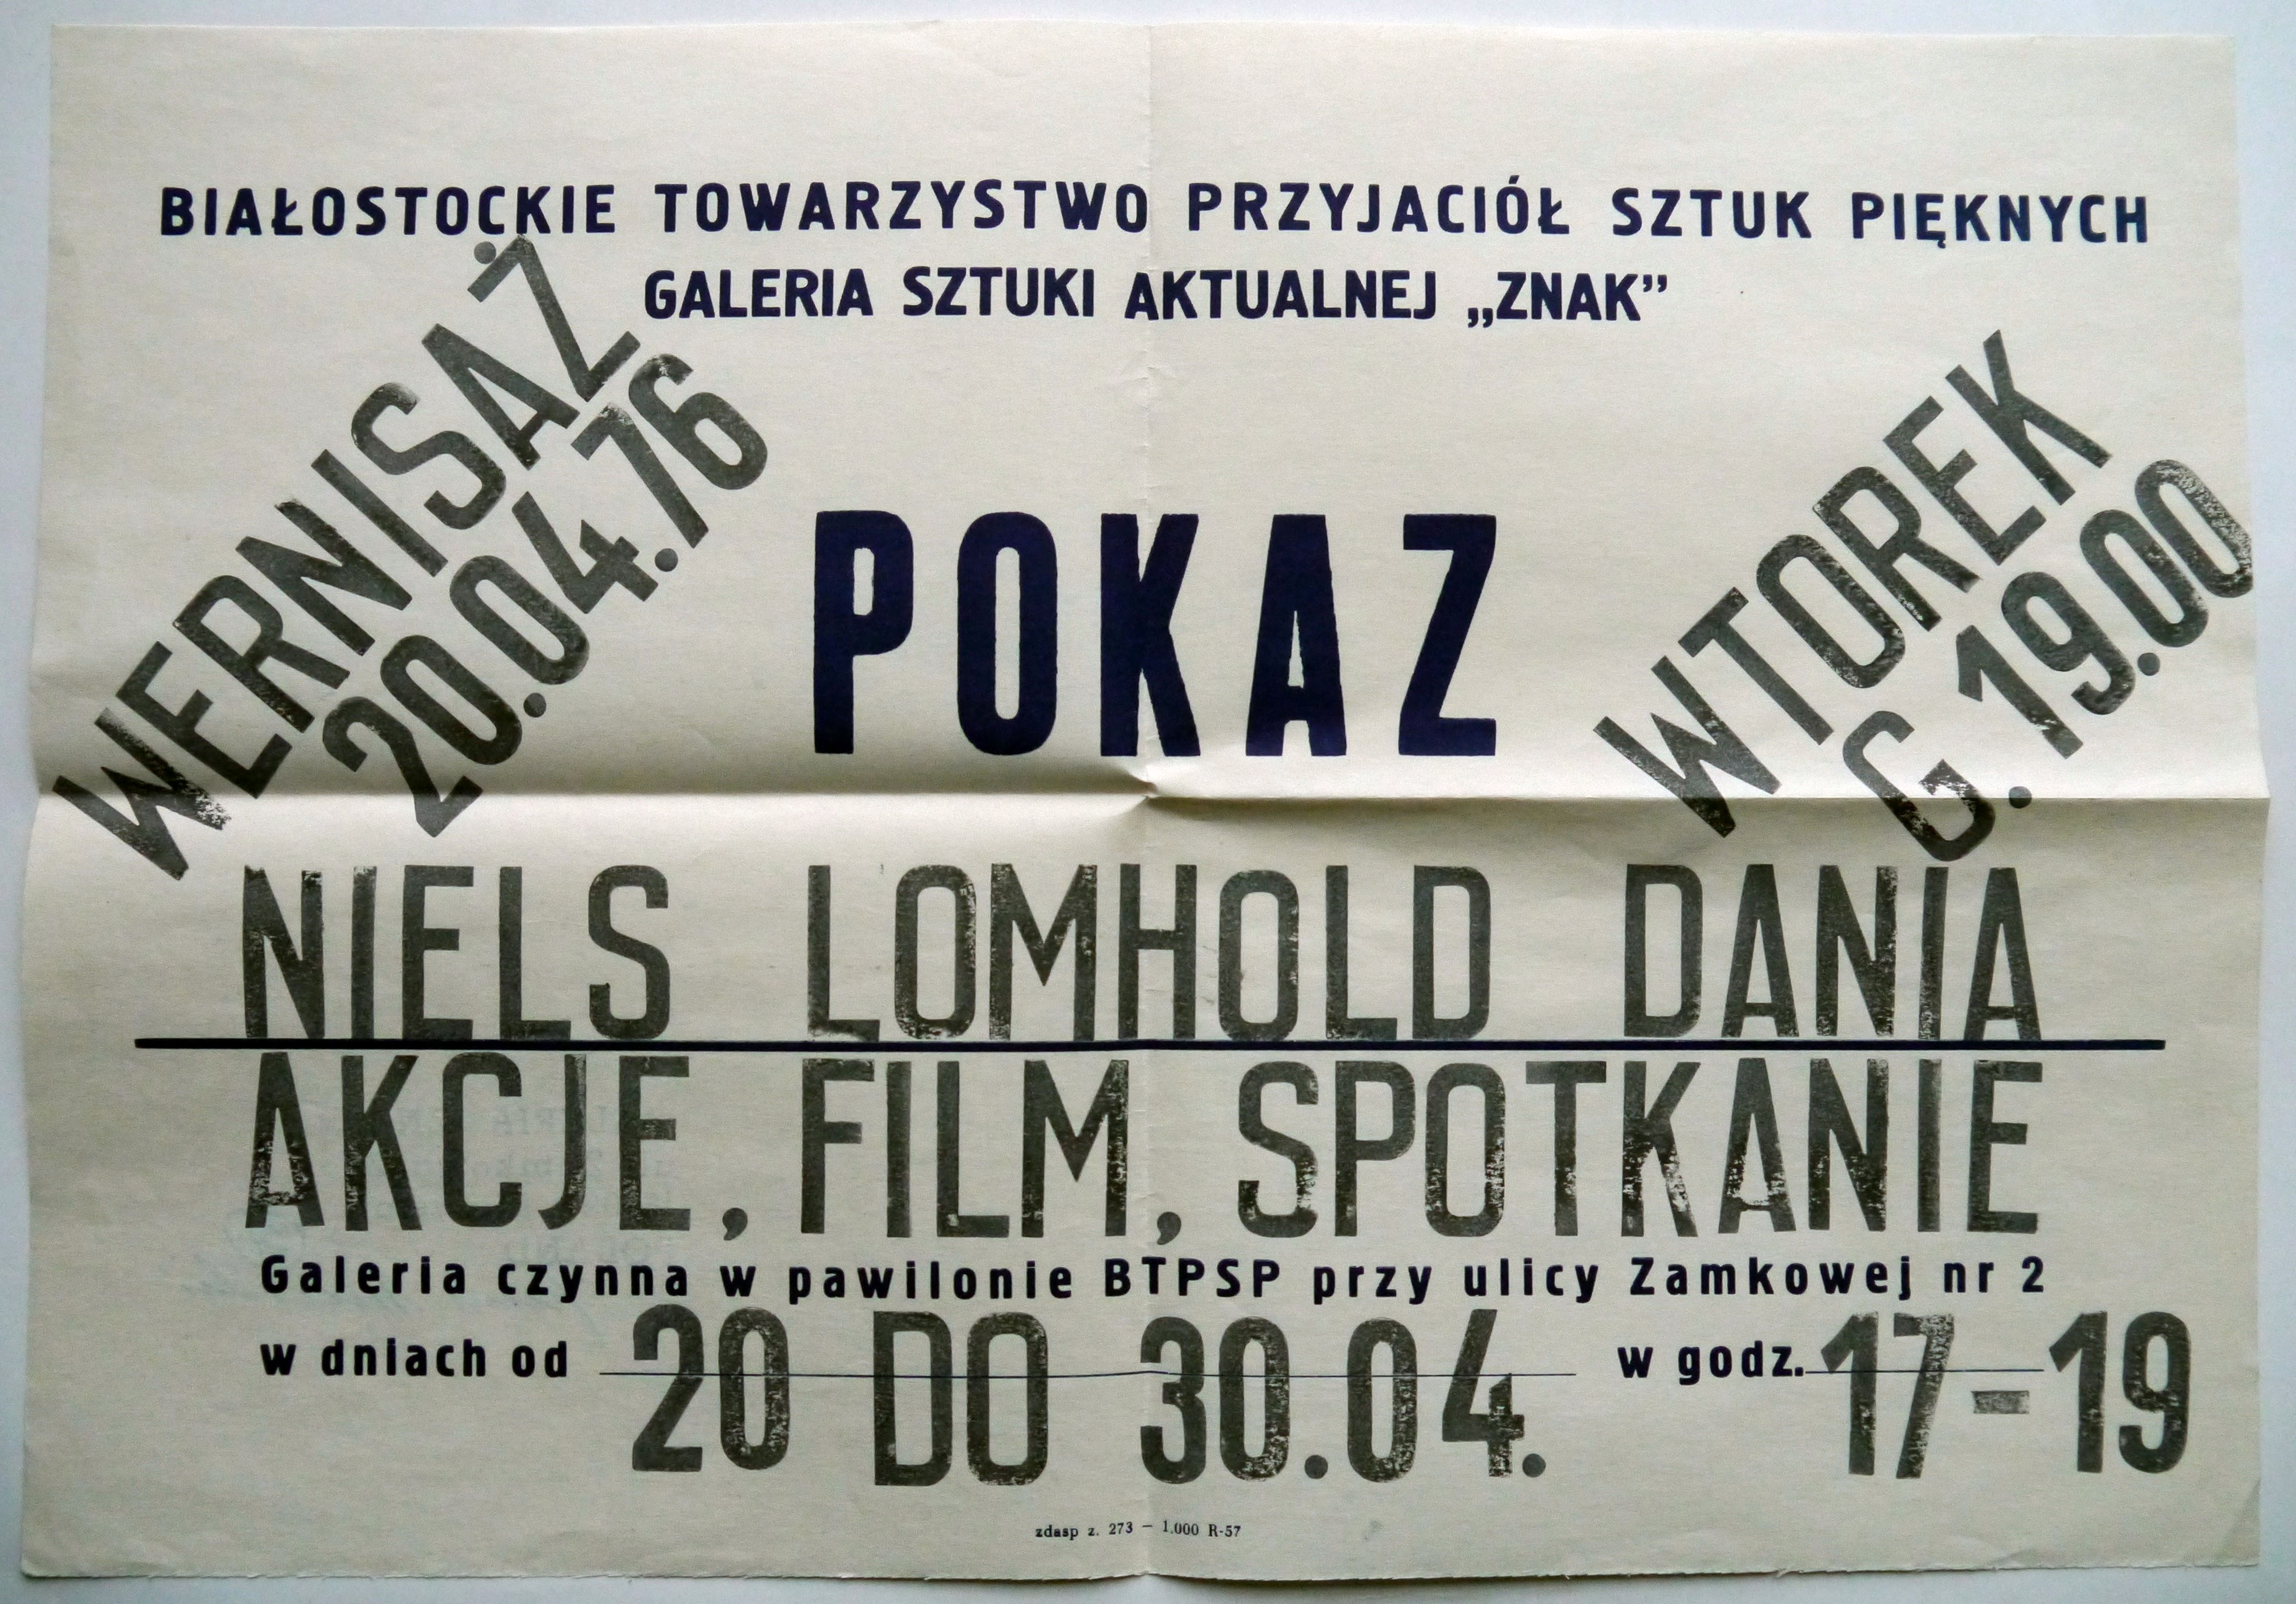 BIAŁOSTOCKIE TOWARZYSTWO PRZYJACIÓŁ SZTUK PIĘKNYCH
GALERIA SZTUKI AKTUALNEJ „ZNAK”
WERNISAŻ
20.04.76
POKAZ
WTOREK
G. 19.00
NIELS LOMHOLD DANIA
AKCJE, FILM, SPOTKANIE
Galeria czynna w pawilonie BTPSP przy ulicy Zamkowej nr 2
w dniach od 20 DO 30.04. w godz. 17-19
zdasp z. 273 — 1.000 R-57